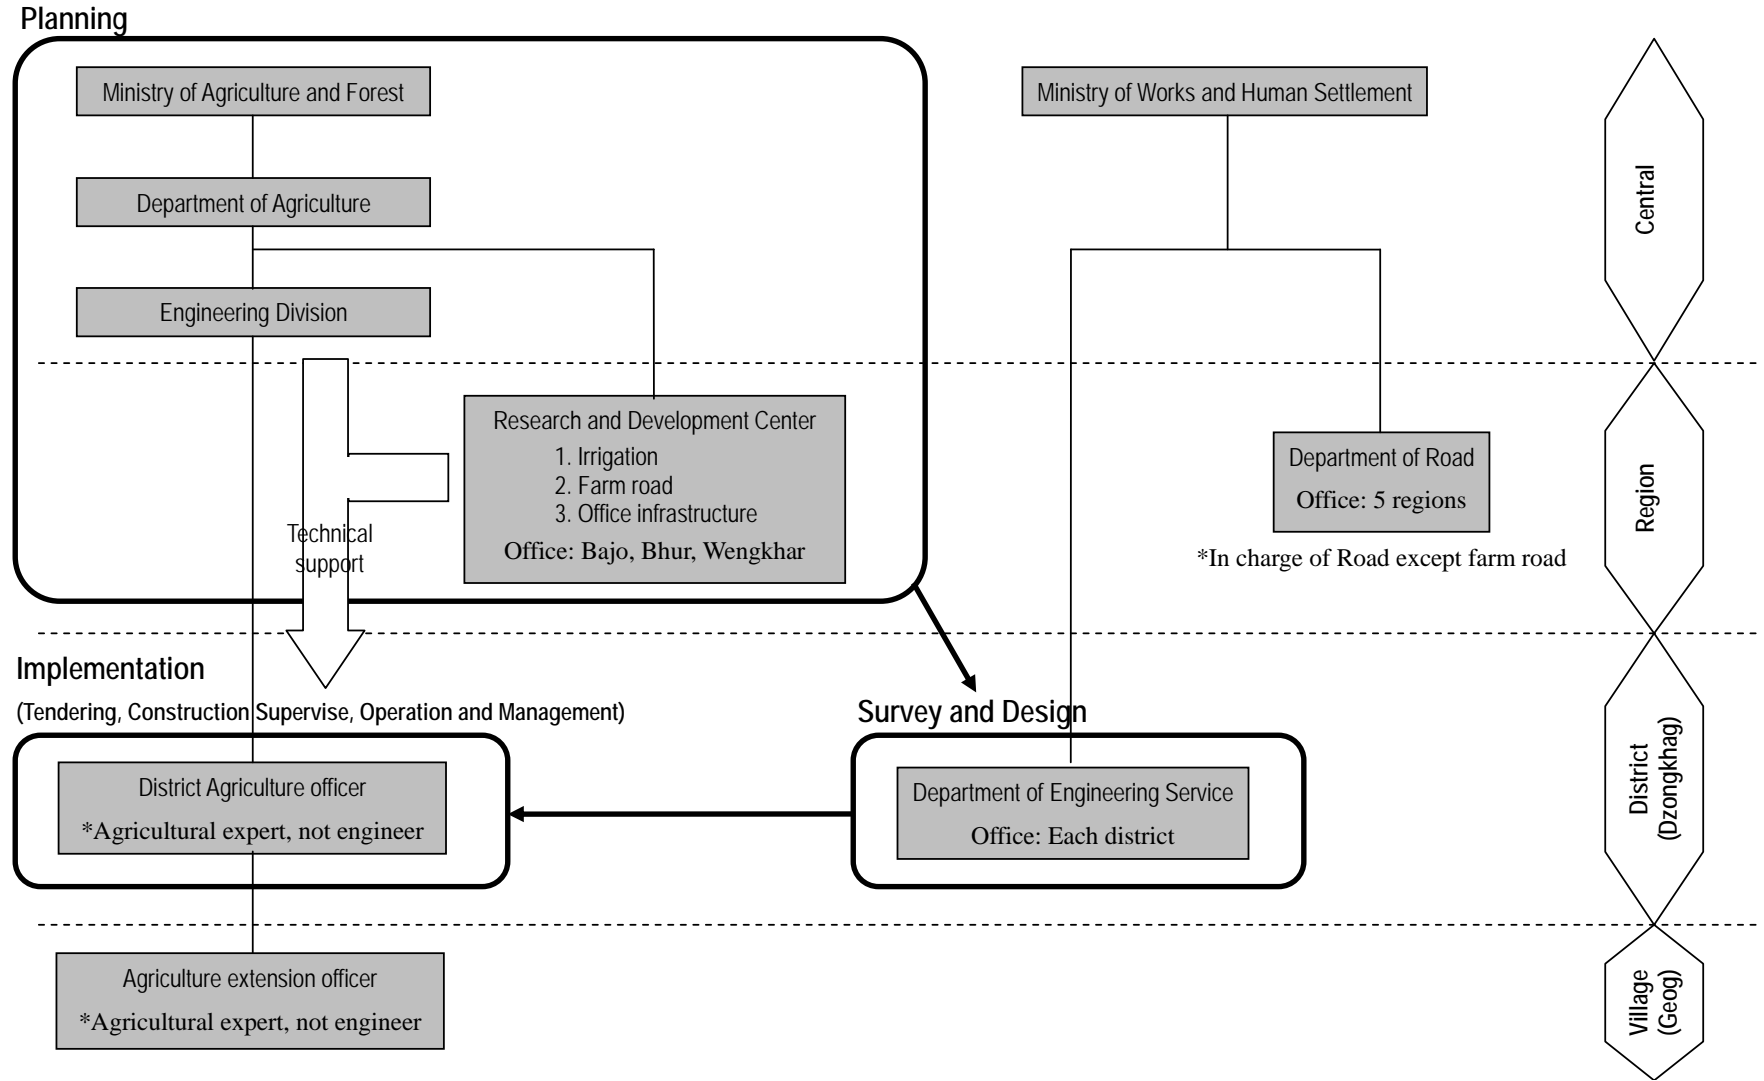 Planning
Ministry of Agriculture and Forest
Ministry of Works and Human Settlement
Department of Agriculture
Central
Engineering Division
Research and Development Center
1. Irrigation
2. Farm road
3. Office infrastructure
Office: Bajo, Bhur, Wengkhar
Department of Road
Office: 5 regions
*In charge of Road except farm road
Region
Technical
support
Implementation
(Tendering, Construction Supervise, Operation and Management)
Survey and Design
District Agriculture officer
*Agricultural expert, not engineer
Department of Engineering Service
Office: Each district
District
(Dzongkhag)
Agriculture extension officer
*Agricultural expert, not engineer
Village
(Geog)